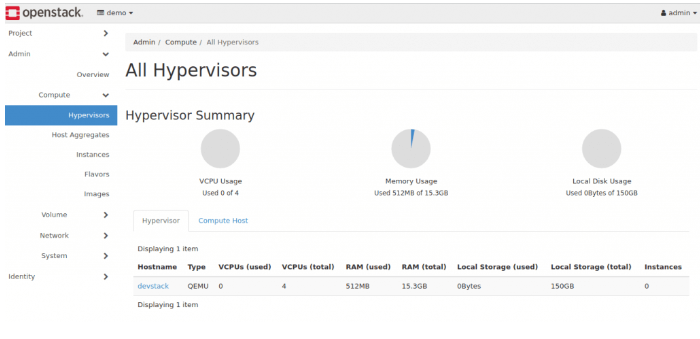 openstack. demo admin
Project
Admin
Overview
Compute
Hypervisors
Host Aggregates
Instances
Flavors
Images
Volume
Network
System
Identity
Admin / Compute / All Hypervisors
All Hypervisors
Hypervisor Summary
VCPU Usage
Used 0 of 4
Memory Usage
Used 512MB of 15.3GB
Local Disk Usage
Used 0Bytes of 150GB
Hypervisor Compute Host
Displaying 1 item
Hostname Type VCPUs (used) VCPUs (total) RAM (used) RAM (total) Local Storage (used) Local Storage (total) Instances
devstack QEMU 0 4 512MB 15.3GB 0Bytes 150GB 0
Displaying 1 item